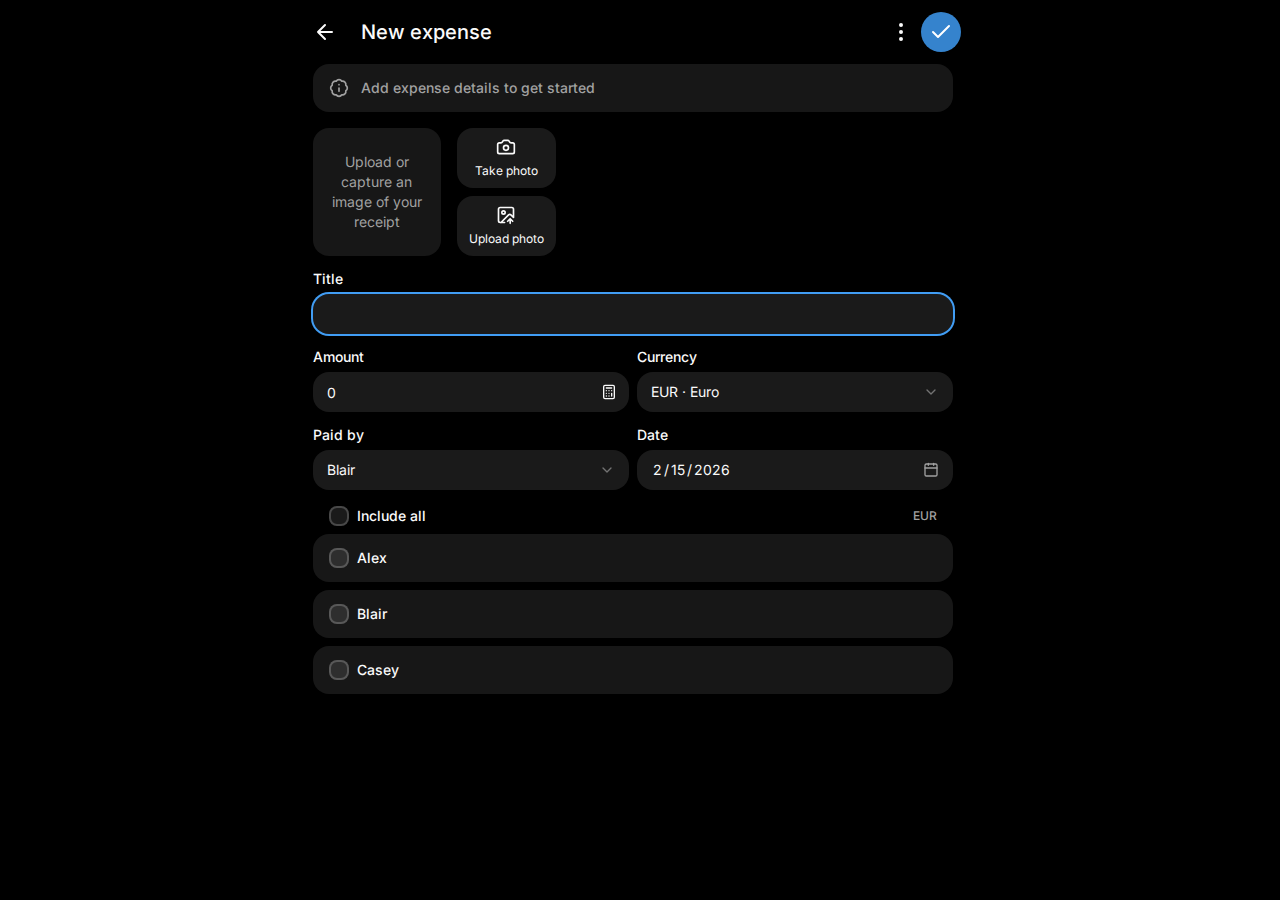 New expense
Add expense details to get started
Upload or
capture an
image of your
receipt
Take photo
Upload photo
Title
Amount
Currency
0
EUR · Euro
Paid by
Date
Blair
2/15/2026
Include all
EUR
Alex
Blair
Casey